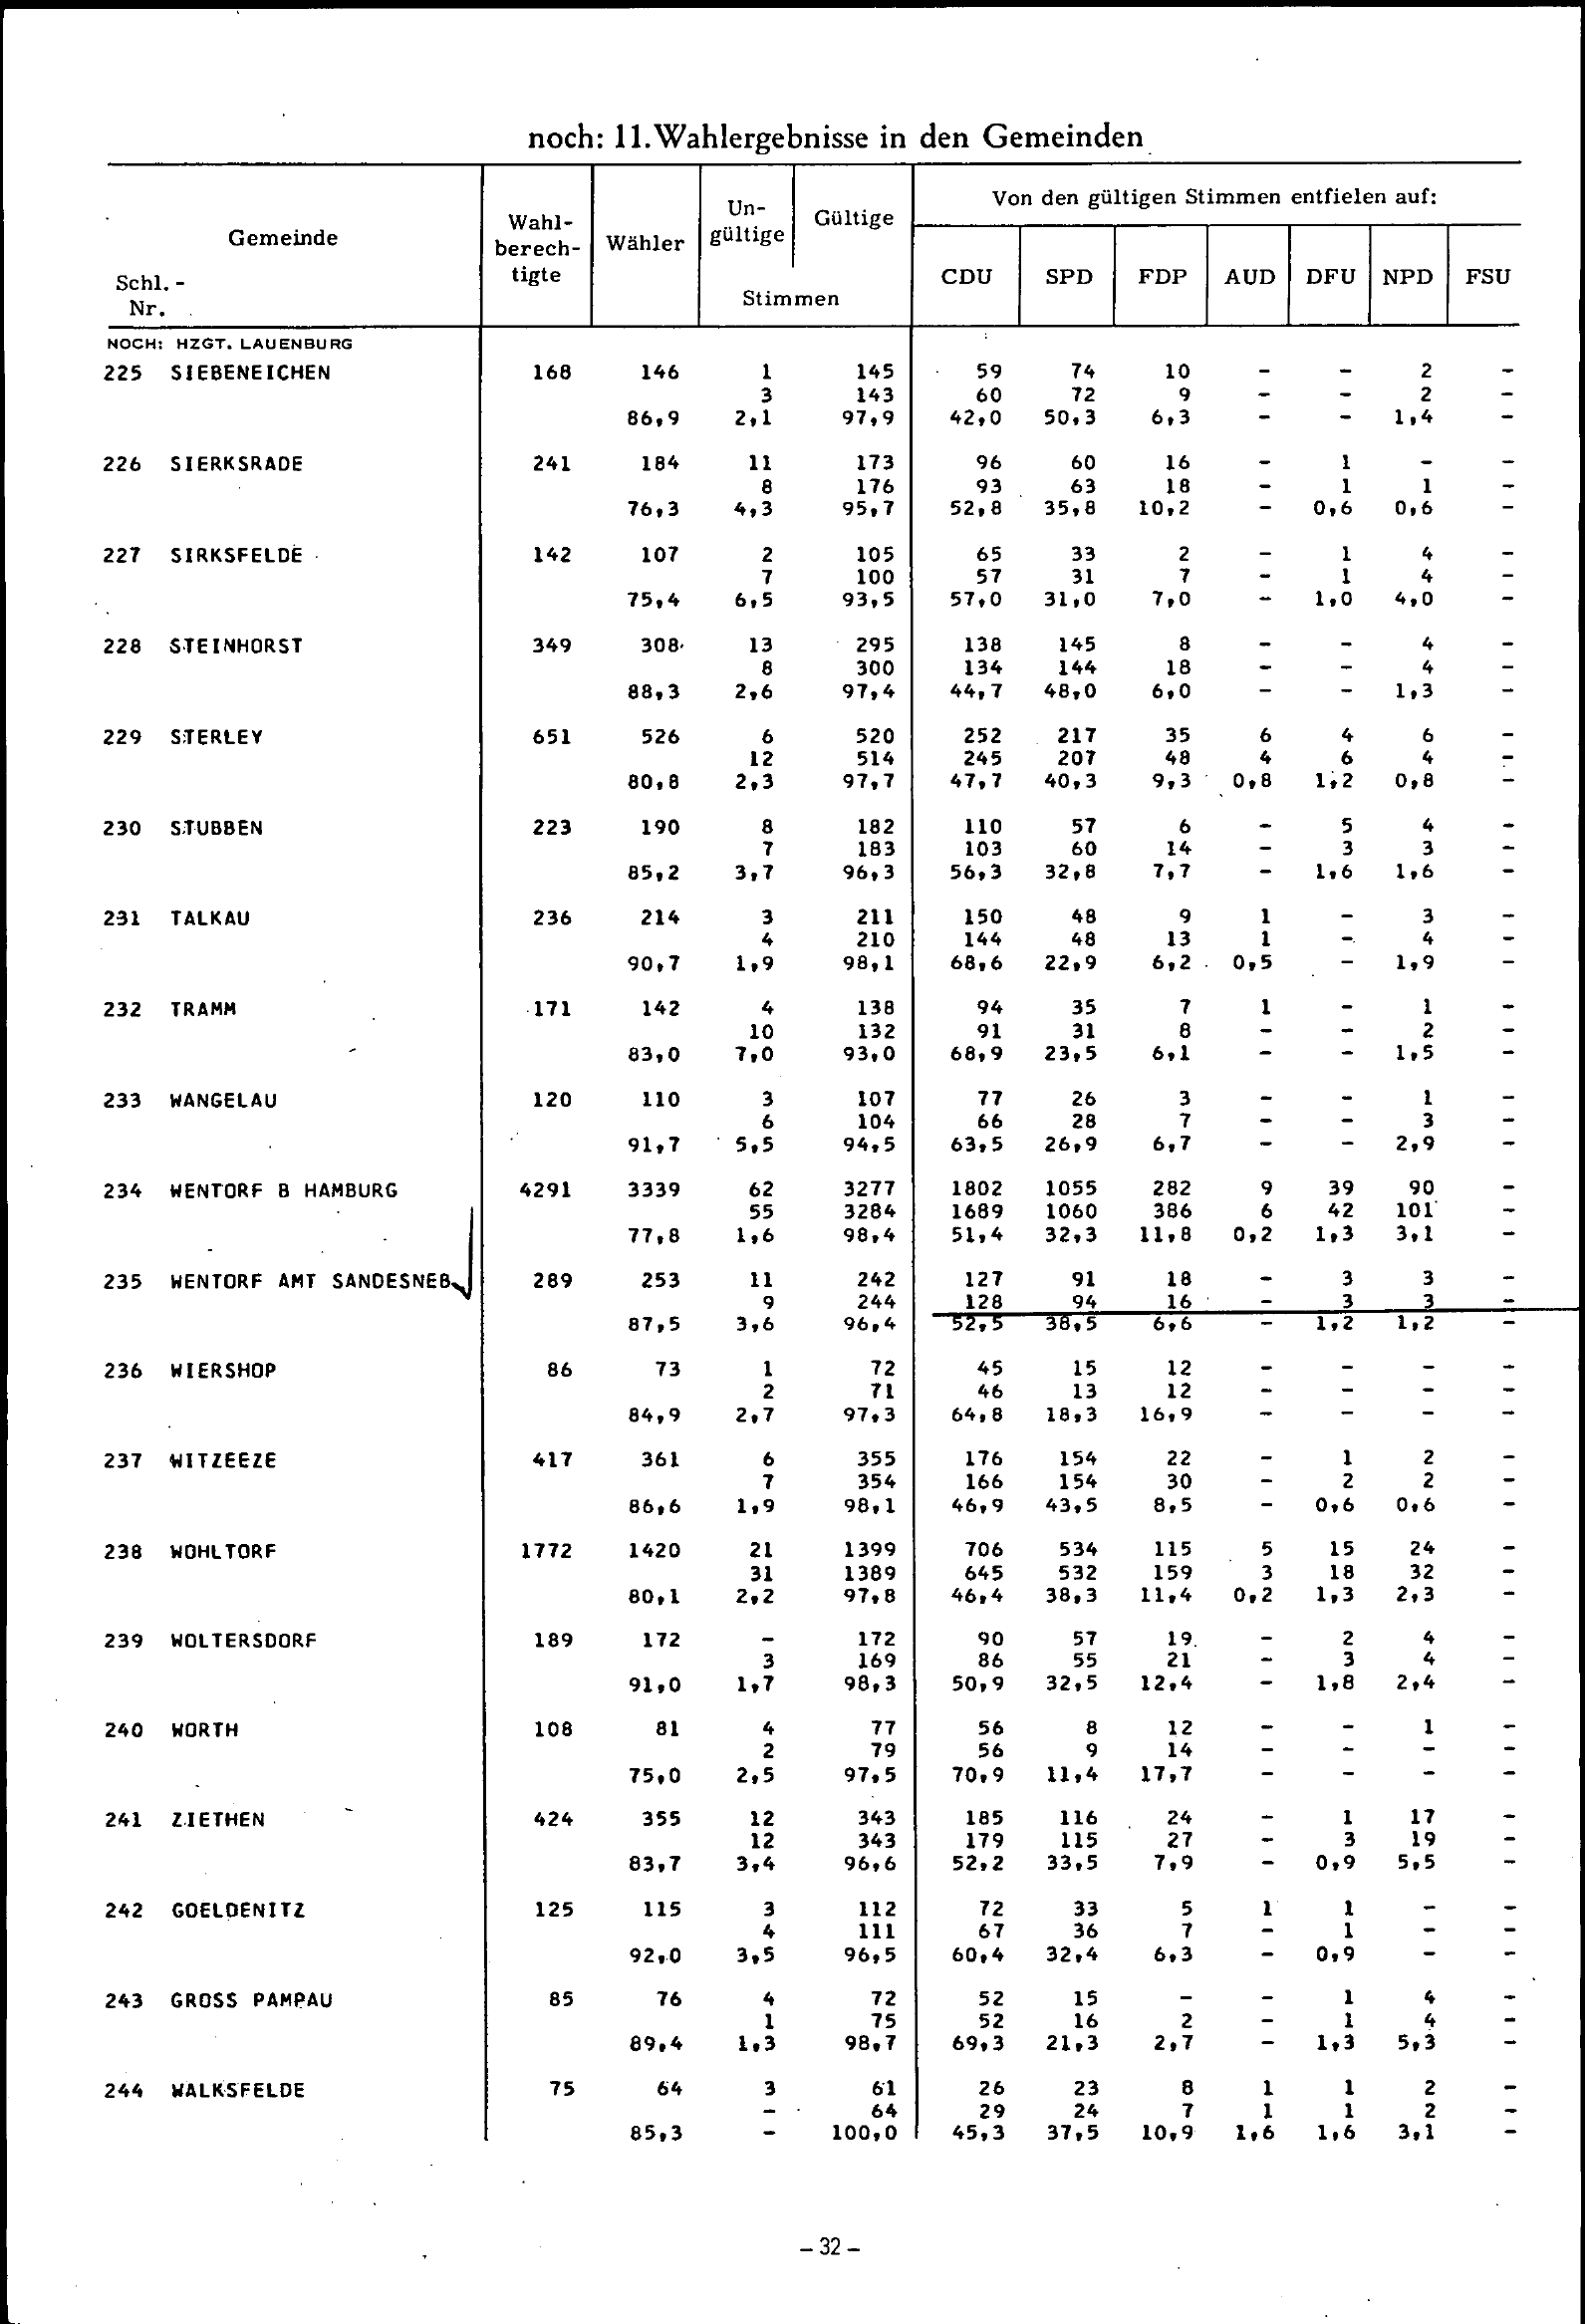 noch: 11. Wahlergebnisse in den Gemeinden
Gemeinde Schl.-Nr. Wahl-berech-tigte Wähler Un-gültige Gültige Stimmen Von den gültigen Stimmen entfielen auf:
CDU SPD FDP AUD DFU NPD FSU
NOCH: HZGT. LAUENBURG
225 SIEBENEICHEN 168 146 1 145 59 74 10 - - 2 -
3 143 60 72 9 - - 2 -
86,9 2,1 97,9 42,0 50,3 6,3 - - 1,4 -
226 SIERKSRADE 241 184 11 173 96 60 16 - 1 - -
8 176 93 63 18 - 1 1 -
76,3 4,3 95,7 52,8 35,8 10,2 - 0,6 0,6 -
227 SIRKSFELDE 142 107 2 105 65 33 2 - 1 4 -
7 100 57 31 7 - 1 4 -
75,4 6,5 93,5 57,0 31,0 7,0 - 1,0 4,0 -
228 STEINHORST 349 308 13 295 138 145 8 - - 4 -
8 300 134 144 18 - - 4 -
88,3 2,6 97,4 44,7 48,0 6,0 - - 1,3 -
229 STERLEY 651 526 6 520 252 217 35 6 4 6 -
12 514 245 207 48 4 6 4 -
80,8 2,3 97,7 47,7 40,3 9,3 0,8 1,2 0,8 -
230 STUBBEN 223 190 8 182 110 57 6 - 5 4 -
7 183 103 60 14 - 3 3 -
85,2 3,7 96,3 56,3 32,8 7,7 - 1,6 1,6 -
231 TALKAU 236 214 3 211 150 48 9 1 - 3 -
4 210 144 48 13 1 - 4 -
90,7 1,9 98,1 68,6 22,9 6,2 0,5 - 1,9 -
232 TRAMM 171 142 4 138 94 35 7 1 - 1 -
10 132 91 31 8 - - 2 -
83,0 7,0 93,0 68,9 23,5 6,1 - - 1,5 -
233 WANGELAU 120 110 3 107 77 26 3 - - 1 -
6 104 66 28 7 - - 3 -
91,7 5,5 94,5 63,5 26,9 6,7 - - 2,9 -
234 WENTORF B HAMBURG 4291 3339 62 3277 1802 1055 282 9 39 90 -
55 3284 1689 1060 386 6 42 101 -
77,8 1,6 98,4 51,4 32,3 11,8 0,2 1,3 3,1 -
235 WENTORF AMT SANDESNEB 289 253 11 242 127 91 18 - 3 3 -
9 244 128 94 16 - 3 3 -
87,5 3,6 96,4 52,5 38,5 6,6 - 1,2 1,2 -
236 WIERSHOP 86 73 1 72 45 15 12 - - - -
2 71 46 13 12 - - - -
84,9 2,7 97,3 64,8 18,3 16,9 - - - -
237 WITZEEZE 417 361 6 355 176 154 22 - 1 2 -
7 354 166 154 30 - 2 2 -
86,6 1,9 98,1 46,9 43,5 8,5 - 0,6 0,6 -
238 WOHLTORF 1772 1420 21 1399 706 534 115 5 15 24 -
31 1389 645 532 159 3 18 32 -
80,1 2,2 97,8 46,4 38,3 11,4 0,2 1,3 2,3 -
239 WOLTERSDORF 189 172 - 172 90 57 19 - 2 4 -
3 169 86 55 21 - 3 4 -
91,0 1,7 98,3 50,9 32,5 12,4 - 1,8 2,4 -
240 WORTH 108 81 4 77 56 8 12 - - 1 -
2 79 56 9 14 - - - -
75,0 2,5 97,5 70,9 11,4 17,7 - - - -
241 ZIETHEN 424 355 12 343 185 116 24 - 1 17 -
12 343 179 115 27 - 3 19 -
83,7 3,4 96,6 52,2 33,5 7,9 - 0,9 5,5 -
242 GOELDENITZ 125 115 3 112 72 33 5 1 1 - -
4 111 67 36 7 - 1 - -
92,0 3,5 96,5 60,4 32,4 6,3 - 0,9 - -
243 GROSS PAMPAU 85 76 4 72 52 15 - - 1 4 -
1 75 52 16 2 - 1 4 -
89,4 1,3 98,7 69,3 21,3 2,7 - 1,3 5,3 -
244 WALKSFELDE 75 64 3 61 26 23 8 1 1 2 -
- 64 29 24 7 1 1 2 -
85,3 - 100,0 45,3 37,5 10,9 1,6 1,6 3,1 -
- 32 -